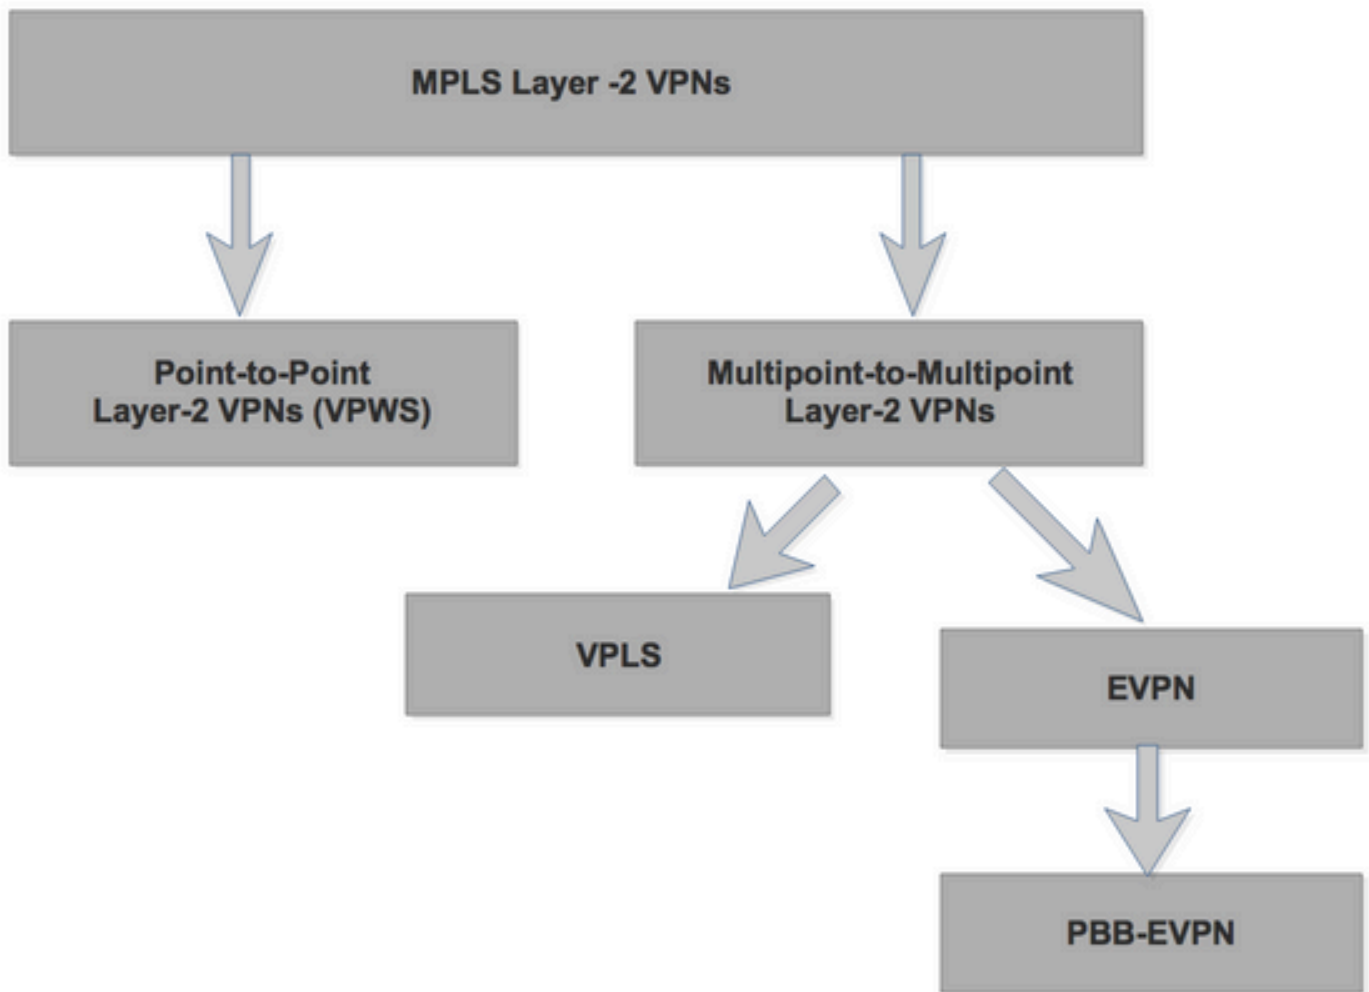 MPLS Layer -2 VPNs
Point-to-Point
Layer-2 VPNs (VPWS)
Multipoint-to-Multipoint
Layer-2 VPNs
VPLS
EVPN
PBB-EVPN